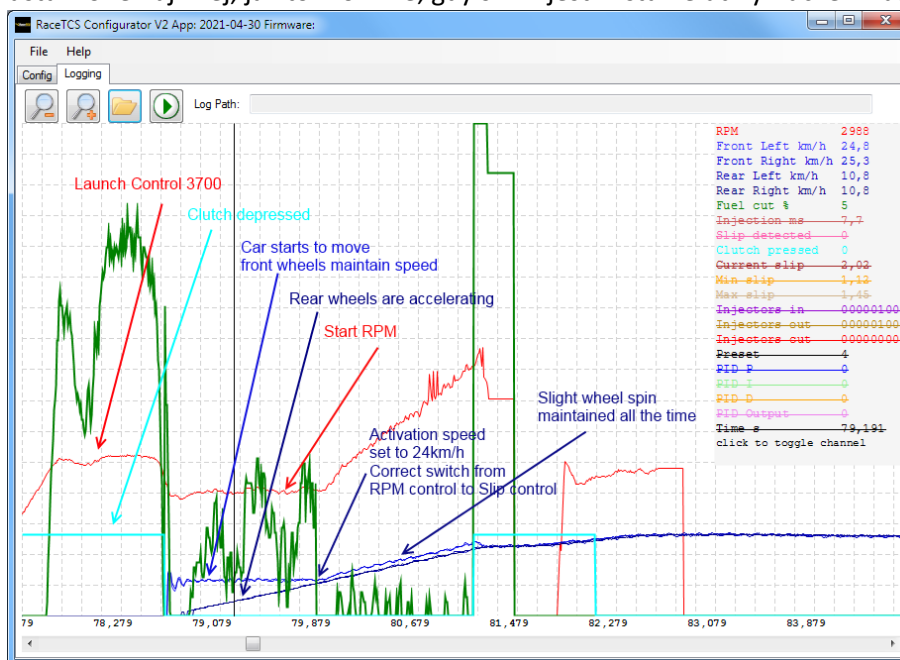 RaceTCS Configurator V2 App: 2021-04-30 Firmware:
File Help
Config Logging
Log Path:
Launch Control 3700
Clutch depressed
Car starts to move
front wheels maintain speed
Rear wheels are accelerating
Start RPM
Slight wheel spin
maintained all the time
Activation speed
set to 24km/h
Correct switch from
RPM control to Slip control
RPM 2988
Front Left km/h 24,8
Front Right km/h 25,3
Rear Left km/h 10,8
Rear Right km/h 10,8
Fuel cut % 5
Injection ms 7,7
Slip detected 0
Clutch pressed 0
Current slip 2,02
Min slip 1,12
Max slip 1,45
Injectors in 00000100
Injectors out 00000100
Injectors cut 00000000
Preset 4
PID P 0
PID I 0
PID D 0
PID Output 0
Time s 79,191
click to toggle channel
79 78,279 79,079 79,879 80,679 81,479 82,279 83,079 83,879